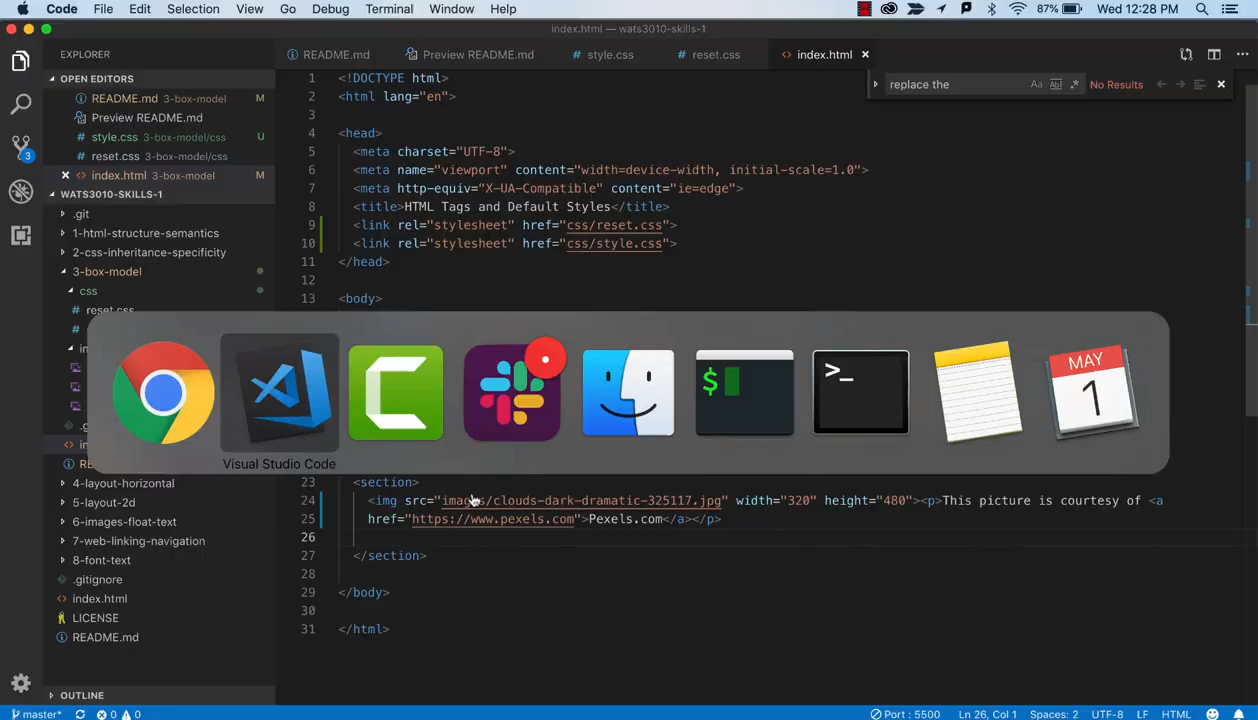 Code File Edit Selection View Go Debug Terminal Window Help 87% Wed 12:28 PM
index.html — wats3010-skills-1
EXPLORER
README.md
Preview README.md
style.css
reset.css
index.html
OPEN EDITORS
README.md 3-box-model M
Preview README.md
style.css 3-box-model/css U
reset.css 3-box-model/css
index.html 3-box-model M
WATS3010-SKILLS-1
.git
1-html-structure-semantics
2-css-inheritance-specificity
3-box-model
css
reset.css
4-layout-horizontal
5-layout-2d
6-images-float-text
7-web-linking-navigation
8-font-text
.gitignore
index.html
LICENSE
README.md
OUTLINE
3
replace the
Aa
Abl
No Results
1 <!DOCTYPE html>
2 <html lang="en">
3
4 <head>
5 <meta charset="UTF-8">
6 <meta name="viewport" content="width=device-width, initial-scale=1.0">
7 <meta http-equiv="X-UA-Compatible" content="ie=edge">
8 <title>HTML Tags and Default Styles</title>
9 <link rel="stylesheet" href="css/reset.css">
10 <link rel="stylesheet" href="css/style.css">
11 </head>
12
13 <body>
$
>_
MAY
1
Visual Studio Code
23 <section>
24 <img src="images/clouds-dark-dramatic-325117.jpg" width="320" height="480"><p>This picture is courtesy of <a
25 href="https://www.pexels.com">Pexels.com</a></p>
26
27 </section>
28
29 </body>
30
31 </html>
master* 0 0 Port : 5500 Ln 26, Col 1 Spaces: 2 UTF-8 LF HTML